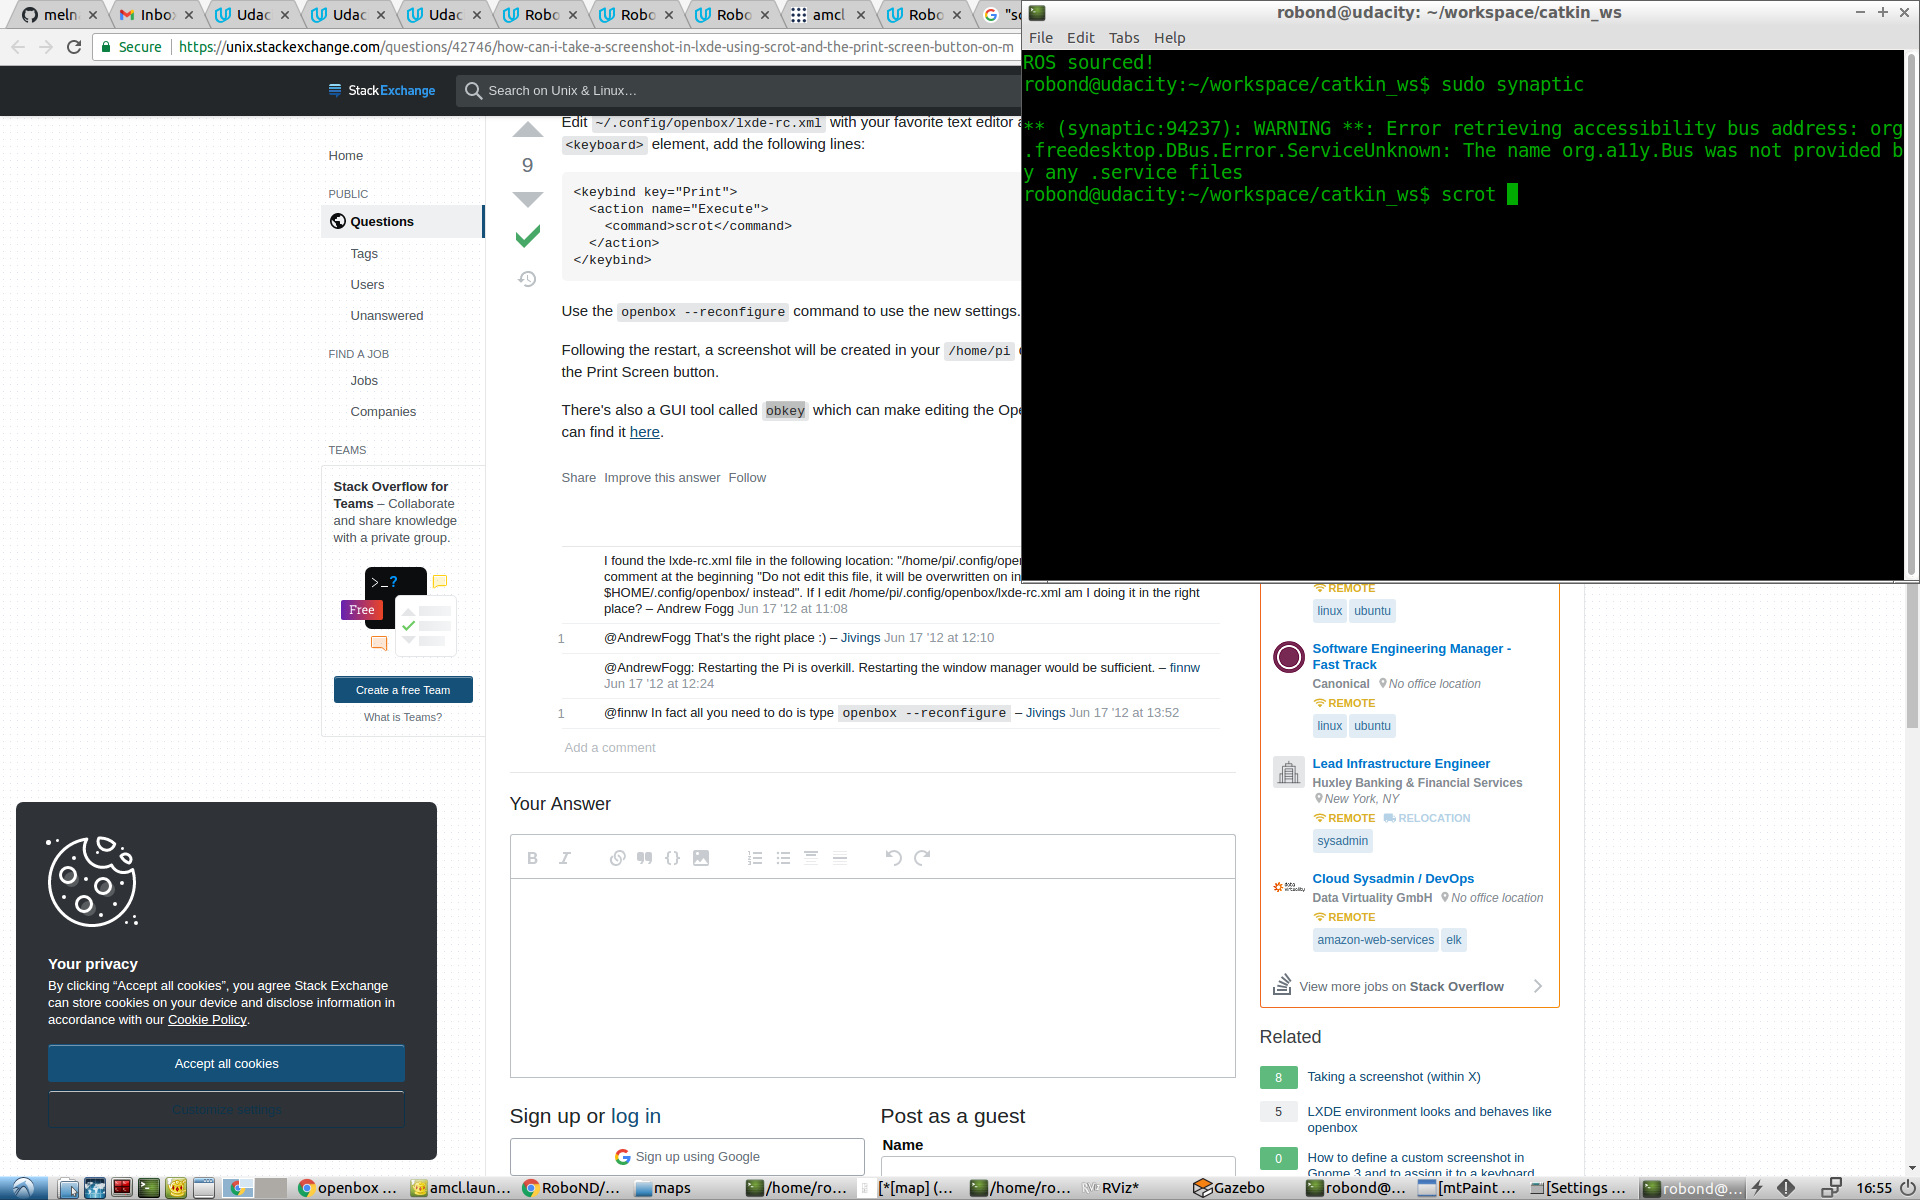 meln
Inbo
Udac
Udac
Udac
Robo
Robo
Robo
amcl
Robo
"sc
Secure
https://unix.stackexchange.com/questions/42746/how-can-i-take-a-screenshot-in-lxde-using-scrot-and-the-print-screen-button-on-m
StackExchange
Search on Unix & Linux…
Home
PUBLIC
Questions
Tags
Users
Unanswered
FIND A JOB
Jobs
Companies
TEAMS
Stack Overflow for
Teams – Collaborate
and share knowledge
with a private group.
>_?
Free
Create a free Team
What is Teams?
9
Edit ~/.config/openbox/lxde-rc.xml with your favorite text editor a
<keyboard> element, add the following lines:
<keybind key="Print">
<action name="Execute">
<command>scrot</command>
</action>
</keybind>
Use the openbox --reconfigure command to use the new settings.
Following the restart, a screenshot will be created in your /home/pi
the Print Screen button.
There's also a GUI tool called obkey which can make editing the Ope
can find it here.
Share Improve this answer Follow
I found the lxde-rc.xml file in the following location: "/home/pi/.config/oper
comment at the beginning "Do not edit this file, it will be overwritten on in
$HOME/.config/openbox/ instead". If I edit /home/pi/.config/openbox/lxde-rc.xml am I doing it in the right
place? – Andrew Fogg Jun 17 '12 at 11:08
1 @AndrewFogg That's the right place :) – Jivings Jun 17 '12 at 12:10
@AndrewFogg: Restarting the Pi is overkill. Restarting the window manager would be sufficient. – finnw
Jun 17 '12 at 12:24
1 @finnw In fact all you need to do is type openbox --reconfigure – Jivings Jun 17 '12 at 13:52
Add a comment
Your Answer
B I
Sign up or log in
Sign up using Google
Post as a guest
Name
Your privacy
By clicking “Accept all cookies”, you agree Stack Exchange
can store cookies on your device and disclose information in
accordance with our Cookie Policy.
Accept all cookies
Customize settings
robond@udacity: ~/workspace/catkin_ws
File Edit Tabs Help
ROS sourced!
robond@udacity:~/workspace/catkin_ws$ sudo synaptic
** (synaptic:94237): WARNING **: Error retrieving accessibility bus address: org
.freedesktop.DBus.Error.ServiceUnknown: The name org.a11y.Bus was not provided b
y any .service files
robond@udacity:~/workspace/catkin_ws$ scrot
REMOTE
linux ubuntu
Software Engineering Manager -
Fast Track
Canonical No office location
REMOTE
linux ubuntu
Lead Infrastructure Engineer
Huxley Banking & Financial Services
New York, NY
REMOTE RELOCATION
sysadmin
Cloud Sysadmin / DevOps
Data Virtuality GmbH No office location
REMOTE
amazon-web-services elk
View more jobs on Stack Overflow
Related
8 Taking a screenshot (within X)
5 LXDE environment looks and behaves like
openbox
0 How to define a custom screenshot in
Gnome 3 and to assign it to a keyboard
openbox ...
amcl.laun...
RoboND/...
maps
/home/ro...
[*[map] (...
/home/ro...
RViz*
Gazebo
robond@...
[mtPaint ...
[Settings ...
robond@...
16:55